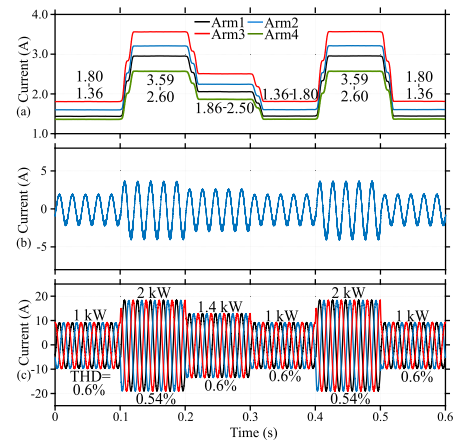 Arm1 Arm2
Arm3 Arm4
Current (A)
4.0
3.0
2.0
1.0
1.80
-
1.36
3.59
-
2.60
1.86-2.50
1.36-1.80
3.59
-
2.60
1.80
-
1.36
(a)
Current (A)
5
0
-5
(b)
Current (A)
20
10
0
-10
-20
1 kW
2 kW
1.4 kW
1 kW
2 kW
1 kW
(c)
THD=
0.6%
0.54%
0.6%
0.6%
0.54%
0.6%
0 0.1 0.2 0.3 0.4 0.5 0.6
Time (s)